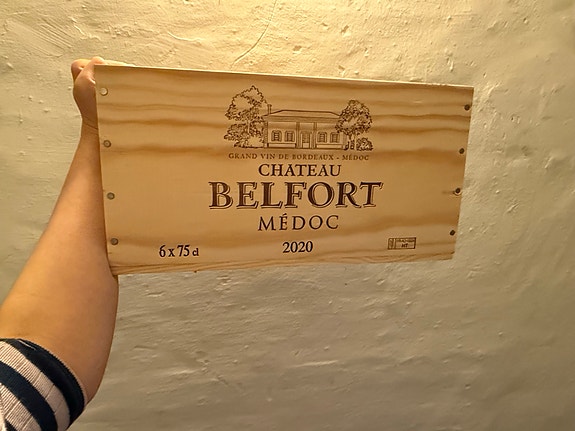 GRAND VIN DE BORDEAUX - MÉDOC
CHATEAU
BELFORT
MÉDOC
6 x 75 cl
2020